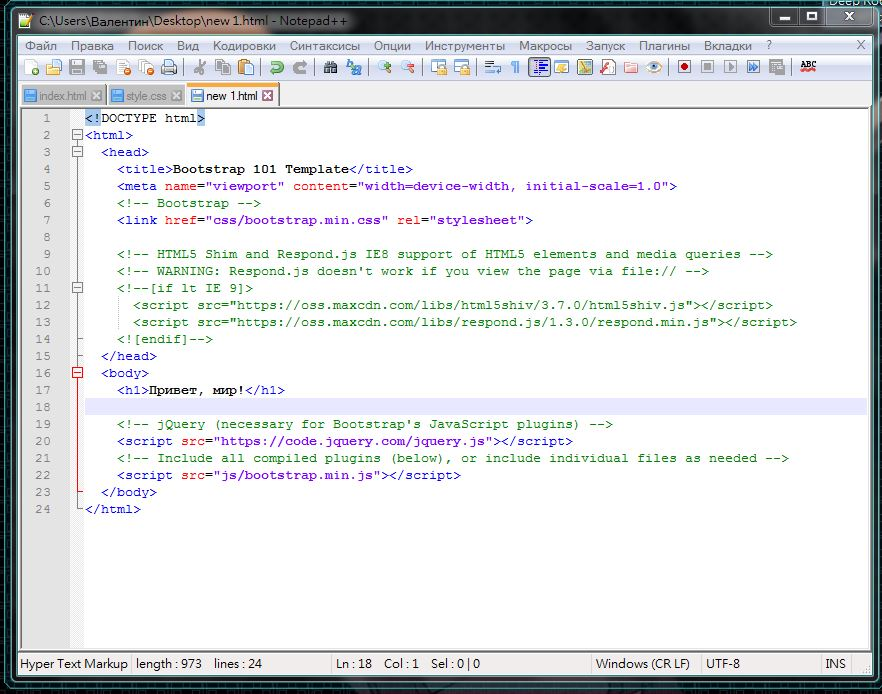 Deep Ro
C:\Users\Валентин\Desktop\new 1.html - Notepad++
Файл Правка Поиск Вид Кодировки Синтаксисы Опции Инструменты Макросы Запуск Плагины Вкладки ? X
ABC
index.html style.css new 1.html
1 <!DOCTYPE html>
2 <html>
3 <head>
4 <title>Bootstrap 101 Template</title>
5 <meta name="viewport" content="width=device-width, initial-scale=1.0">
6 <!-- Bootstrap -->
7 <link href="css/bootstrap.min.css" rel="stylesheet">
8
9 <!-- HTML5 Shim and Respond.js IE8 support of HTML5 elements and media queries -->
10 <!-- WARNING: Respond.js doesn't work if you view the page via file:// -->
11 <!--[if lt IE 9]>
12 <script src="https://oss.maxcdn.com/libs/html5shiv/3.7.0/html5shiv.js"></script>
13 <script src="https://oss.maxcdn.com/libs/respond.js/1.3.0/respond.min.js"></script>
14 <![endif]-->
15 </head>
16 <body>
17 <h1>Привет, мир!</h1>
18
19 <!-- jQuery (necessary for Bootstrap's JavaScript plugins) -->
20 <script src="https://code.jquery.com/jquery.js"></script>
21 <!-- Include all compiled plugins (below), or include individual files as needed -->
22 <script src="js/bootstrap.min.js"></script>
23 </body>
24 </html>
Hyper Text Markup length : 973 lines : 24 Ln : 18 Col : 1 Sel : 0 | 0 Windows (CR LF) UTF-8 INS